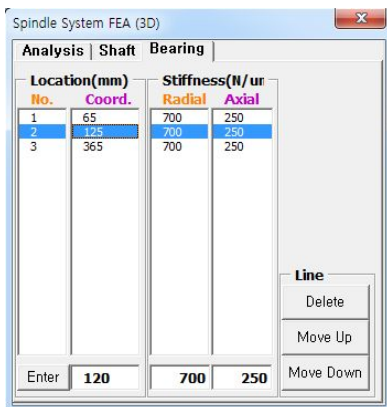 Spindle System FEA (3D)
x
Analysis Shaft Bearing
Location(mm) Stiffness(N/un
No. Coord. Radial Axial
1 65 700 250
2 125 700 250
3 365 700 250
Line
Delete
Move Up
Move Down
Enter 120 700 250